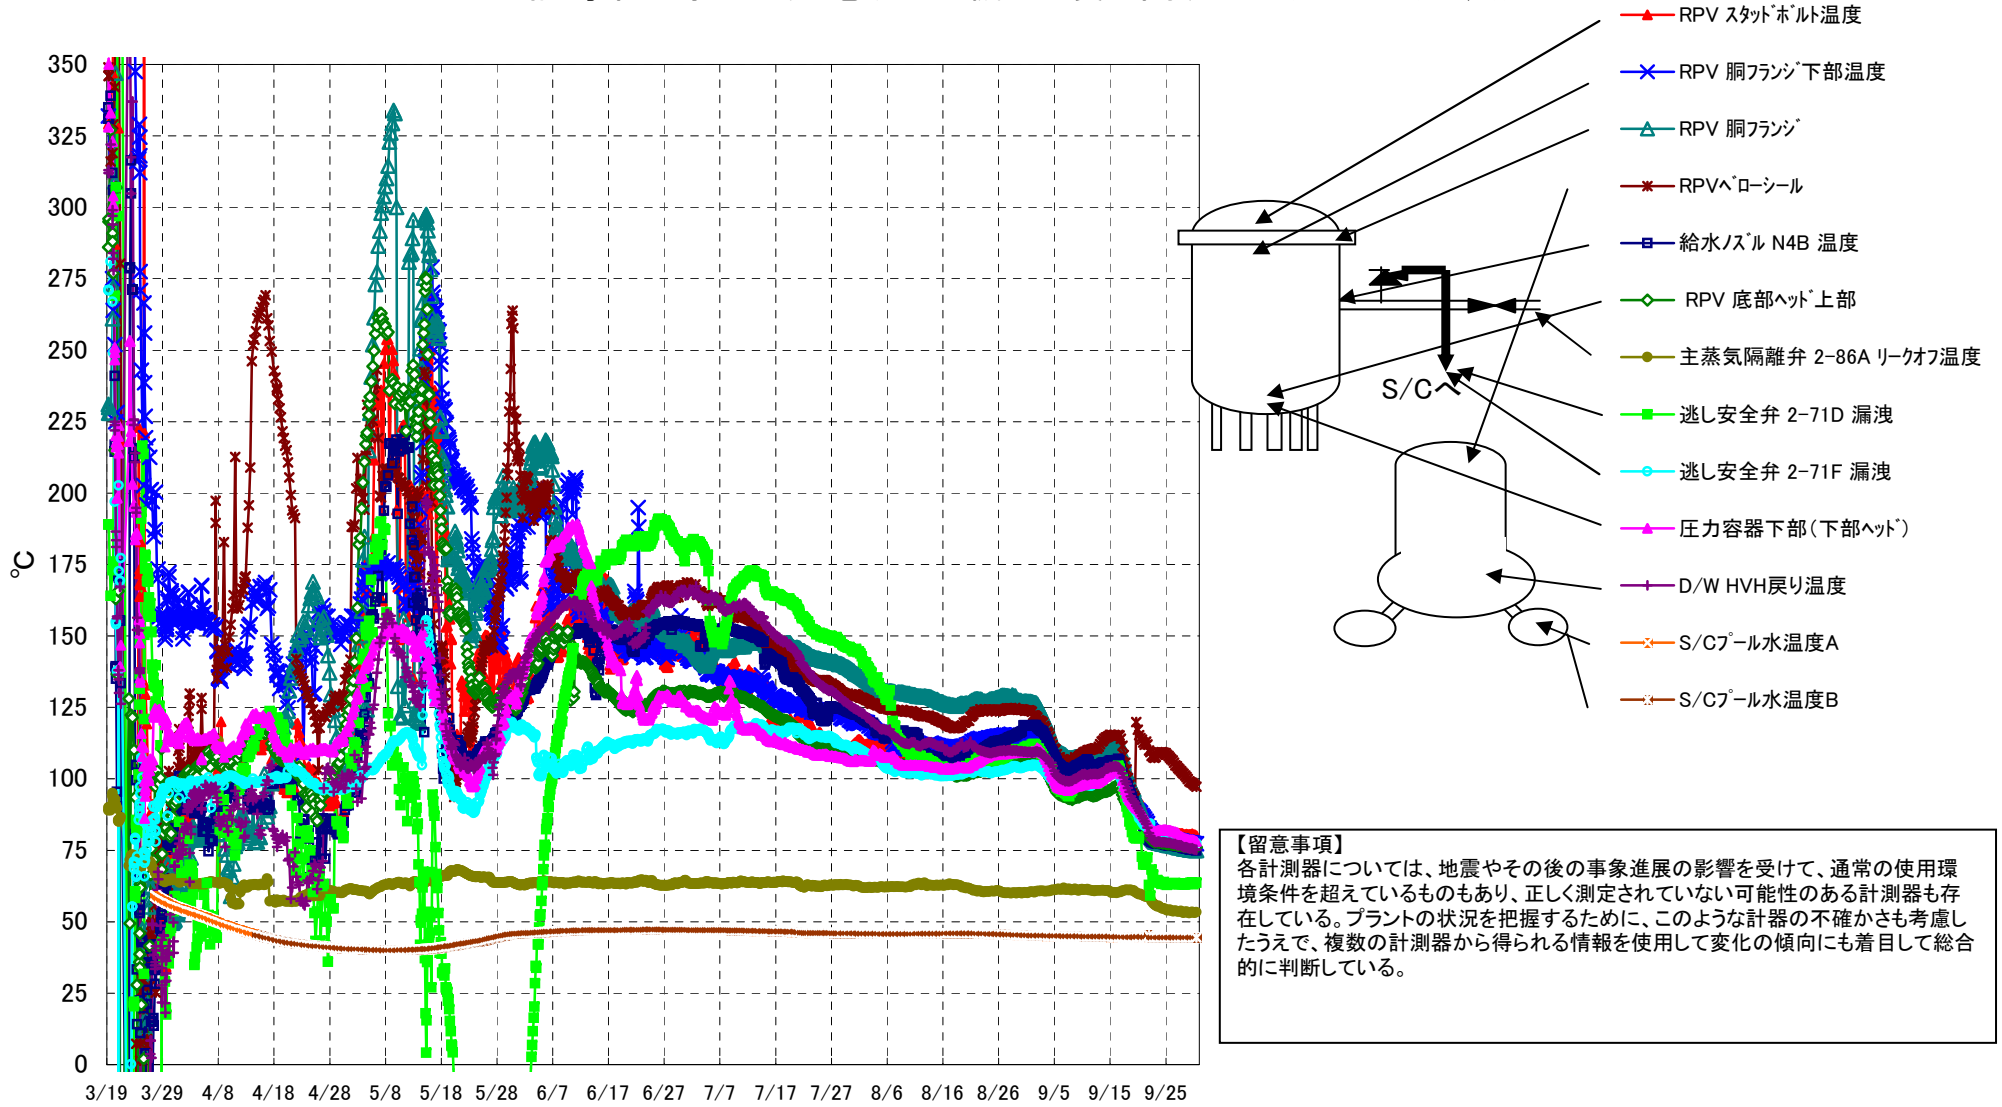 RPV スタッドボルト温度
RPV 胴フランジ下部温度
RPV 胴フランジ
RPVベローシール
給水ノズル N4B 温度
RPV 底部ヘッド上部
主蒸気隔離弁 2-86A リークオフ温度
逃し安全弁 2-71D 漏洩
逃し安全弁 2-71F 漏洩
圧力容器下部(下部ヘッド)
D/W HVH戻り温度
S/Cプール水温度A
S/Cプール水温度B
350
325
300
275
250
225
200
175
150
125
100
75
50
25
0
℃
3/19 3/29 4/8 4/18 4/28 5/8 5/18 5/28 6/7 6/17 6/27 7/7 7/17 7/27 8/6 8/16 8/26 9/5 9/15 9/25
S/Cへ
【留意事項】
各計測器については、地震やその後の事象進展の影響を受けて、通常の使用環
境条件を超えているものもあり、正しく測定されていない可能性のある計測器も存
在している。プラントの状況を把握するために、このような計器の不確かさも考慮し
たうえで、複数の計測器から得られる情報を使用して変化の傾向にも着目して総合
的に判断している。